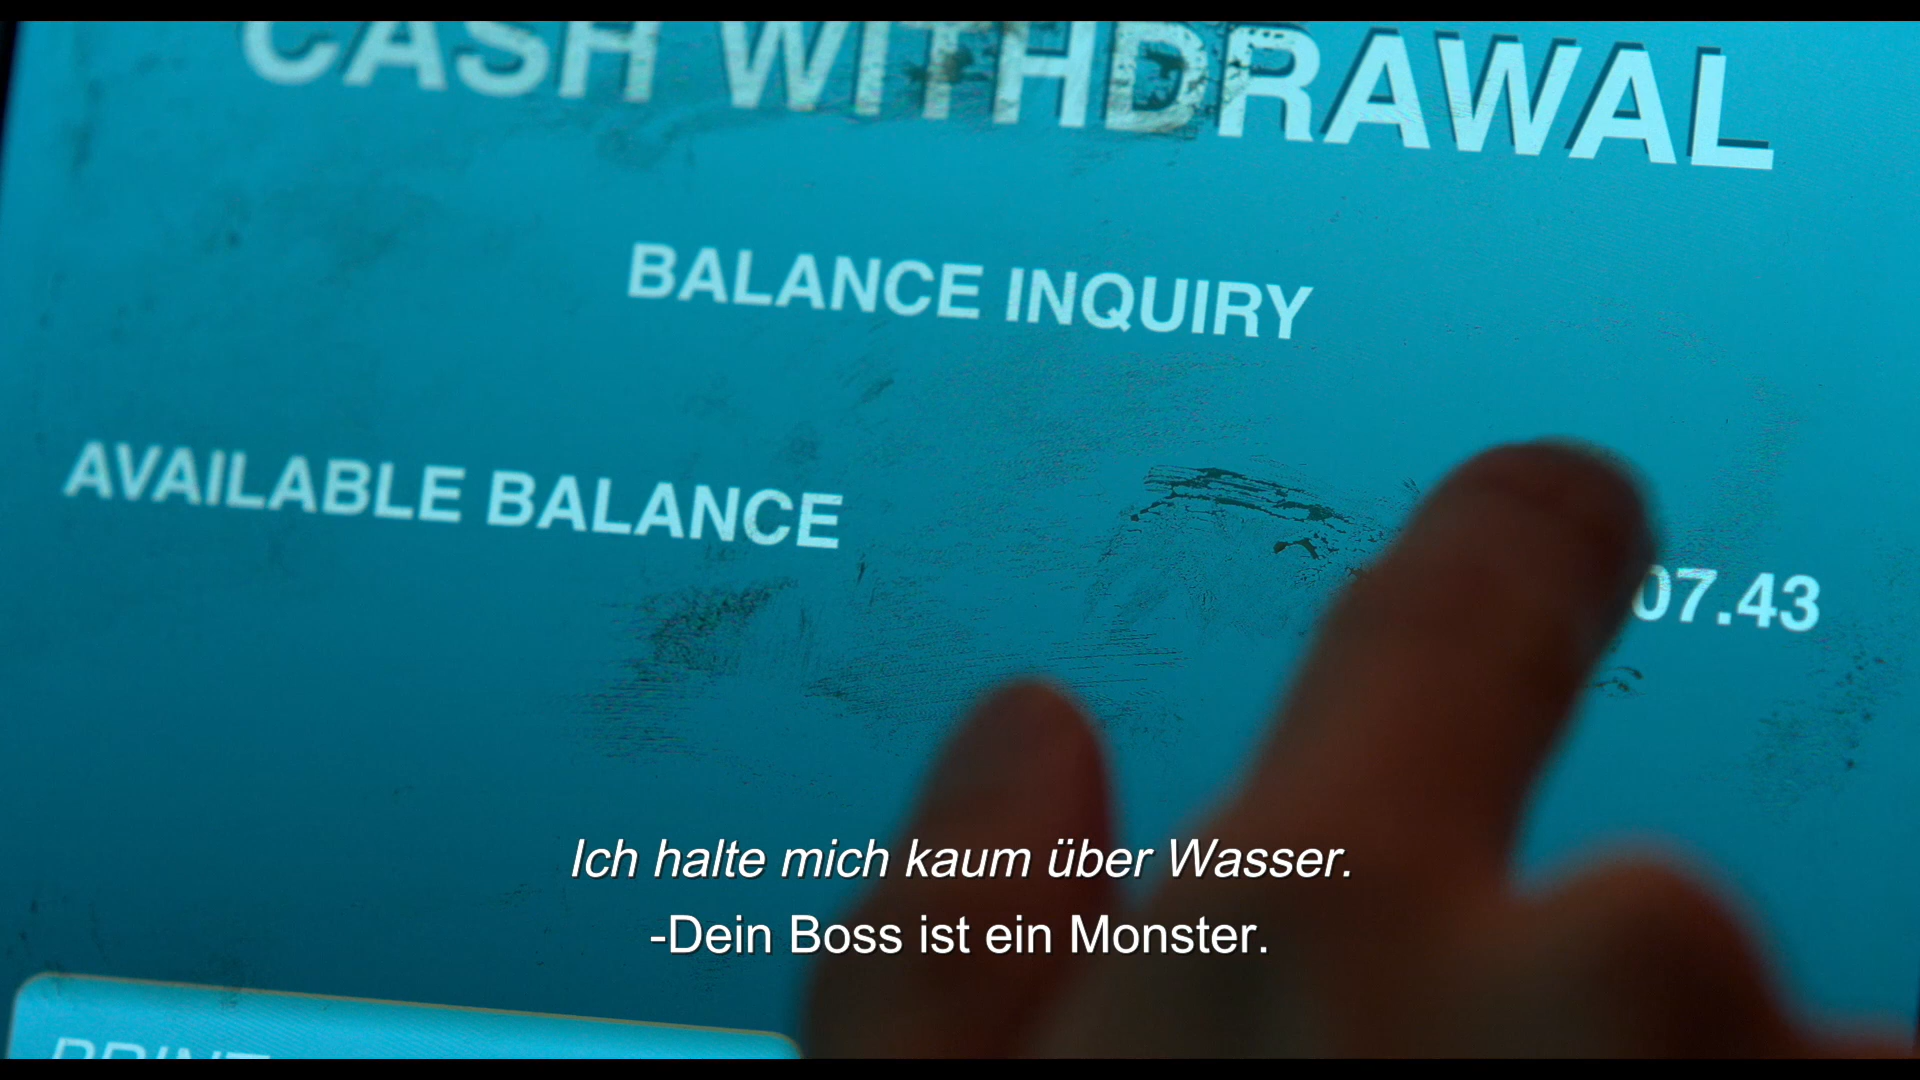 CASH WITHDRAWAL
BALANCE INQUIRY
AVAILABLE BALANCE
07.43
Ich halte mich kaum über Wasser.
-Dein Boss ist ein Monster.
PRINT